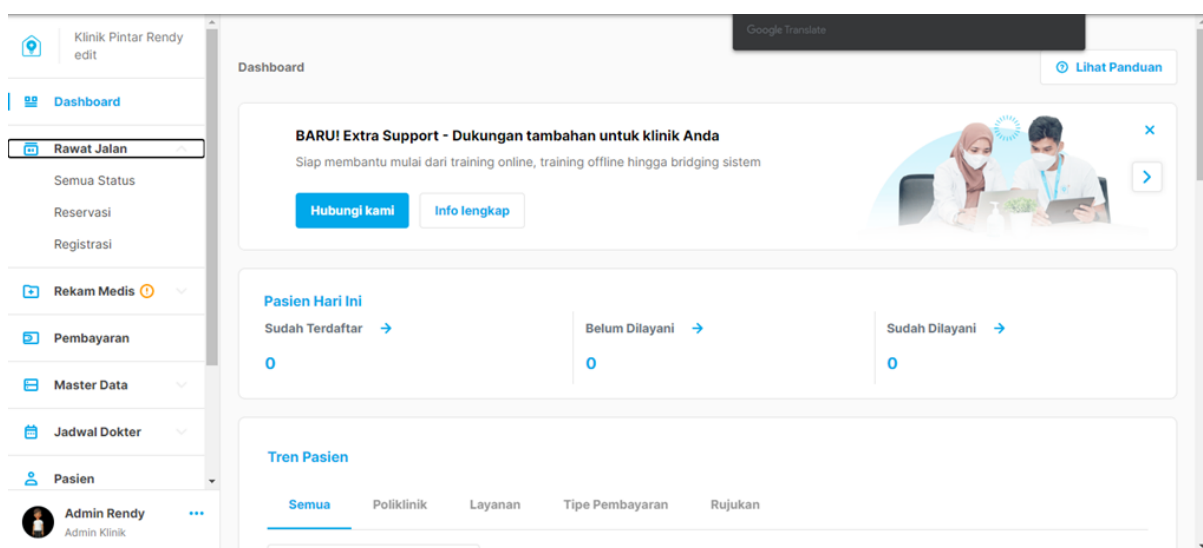 Klinik Pintar Rendy
edit
Dashboard
Rawat Jalan
Semua Status
Reservasi
Registrasi
Rekam Medis
Pembayaran
Master Data
Jadwal Dokter
Pasien
Admin Rendy
Admin Klinik
Google Translate
Dashboard
Lihat Panduan
BARU! Extra Support - Dukungan tambahan untuk klinik Anda
Siap membantu mulai dari training online, training offline hingga bridging sistem
Hubungi kami Info lengkap
Pasien Hari Ini
Sudah Terdaftar Belum Dilayani Sudah Dilayani
0 0 0
Tren Pasien
Semua Poliklinik Layanan Tipe Pembayaran Rujukan